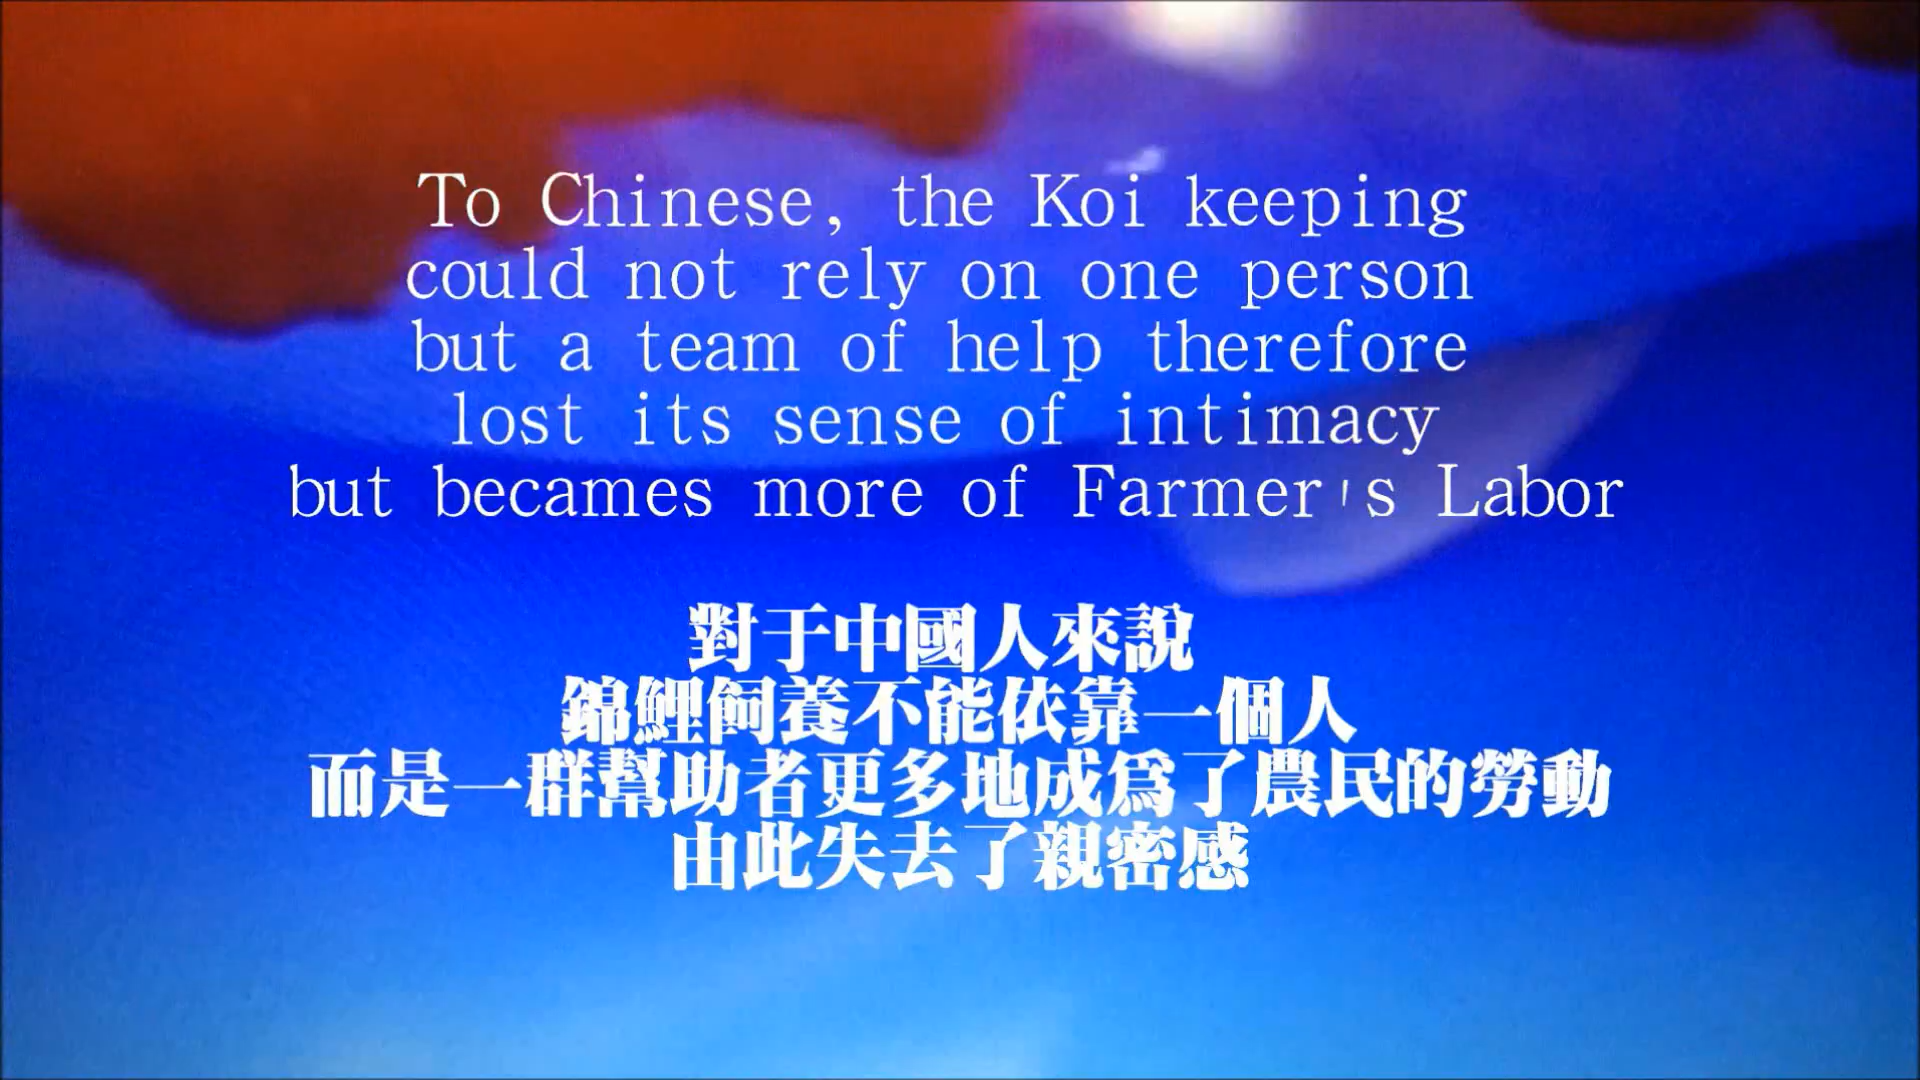 To Chinese, the Koi keeping
could not rely on one person
but a team of help therefore
lost its sense of intimacy
but becames more of Farmer's Labor
對于中國人來說
錦鯉飼養不能依靠一個人
而是一群幫助者更多地成爲了農民的勞動
由此失去了親密感